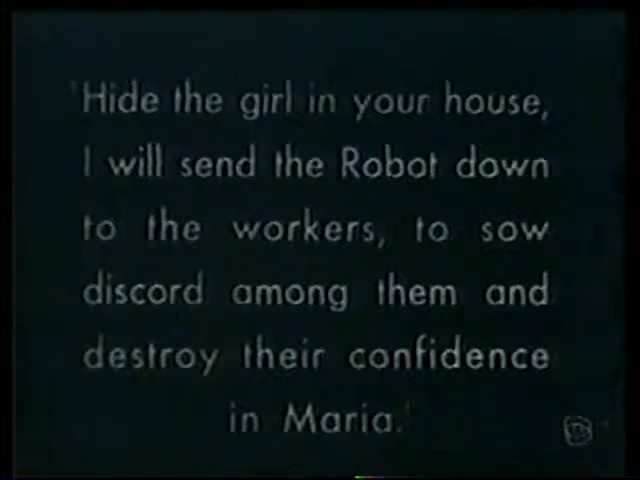 'Hide the girl in your house,
I will send the Robot down
to the workers, to sow
discord among them and
destroy their confidence
in Maria.'